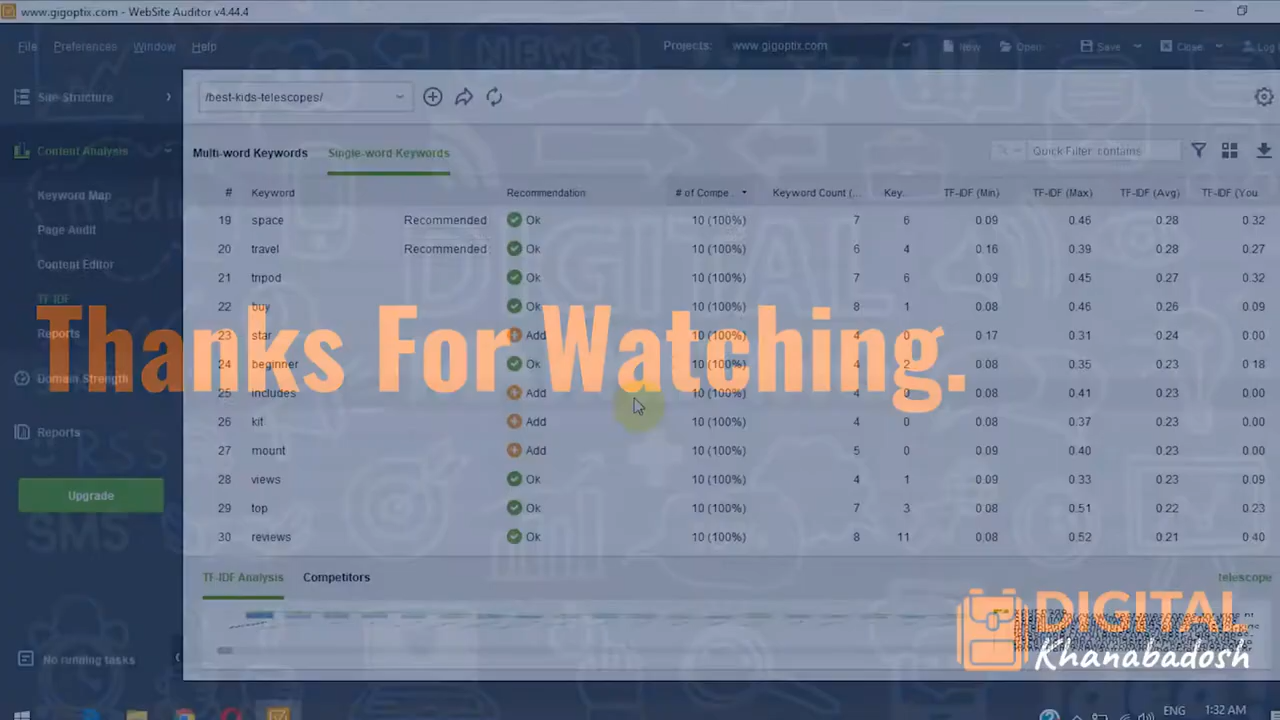 www.gigoptix.com - WebSite Auditor v4.44.4
File Preferences Window Help Projects: www.gigoptix.com New Open Save Close Log
NEWS
Site Structure
/best-kids-telescopes/
Content Analysis
Multi-word Keywords Single-word Keywords Quick Filter: contains
Keyword Map
Page Audit
Content Editor
TF-IDF
Reports
Domain Strength
Reports
Upgrade
No running tasks
# Keyword Recommendation # of Compe... Keyword Count (... Key. TF-IDF (Min) TF-IDF (Max) TF-IDF (Avg) TF-IDF (You
19 space Recommended Ok 10 (100%) 7 6 0.09 0.46 0.28 0.32
20 travel Recommended Ok 10 (100%) 6 4 0.16 0.39 0.28 0.27
21 tripod Ok 10 (100%) 7 6 0.09 0.45 0.27 0.32
22 buy Ok 10 (100%) 8 1 0.08 0.46 0.26 0.09
23 star Add 10 (100%) 4 0 0.17 0.31 0.24 0.00
24 beginner Ok 10 (100%) 4 2 0.08 0.35 0.23 0.18
25 includes Add 10 (100%) 4 0 0.08 0.41 0.23 0.00
26 kit Add 10 (100%) 4 0 0.08 0.37 0.23 0.00
27 mount Add 10 (100%) 5 0 0.09 0.40 0.23 0.00
28 views Ok 10 (100%) 4 1 0.09 0.33 0.23 0.09
29 top Ok 10 (100%) 7 3 0.08 0.51 0.22 0.23
30 reviews Ok 10 (100%) 8 11 0.08 0.52 0.21 0.40
DIGITAL
Thanks For Watching.
RSS
SMS
TF-IDF Analysis Competitors telescope
DIGITAL
Khanabadosh
ENG 1:32 AM